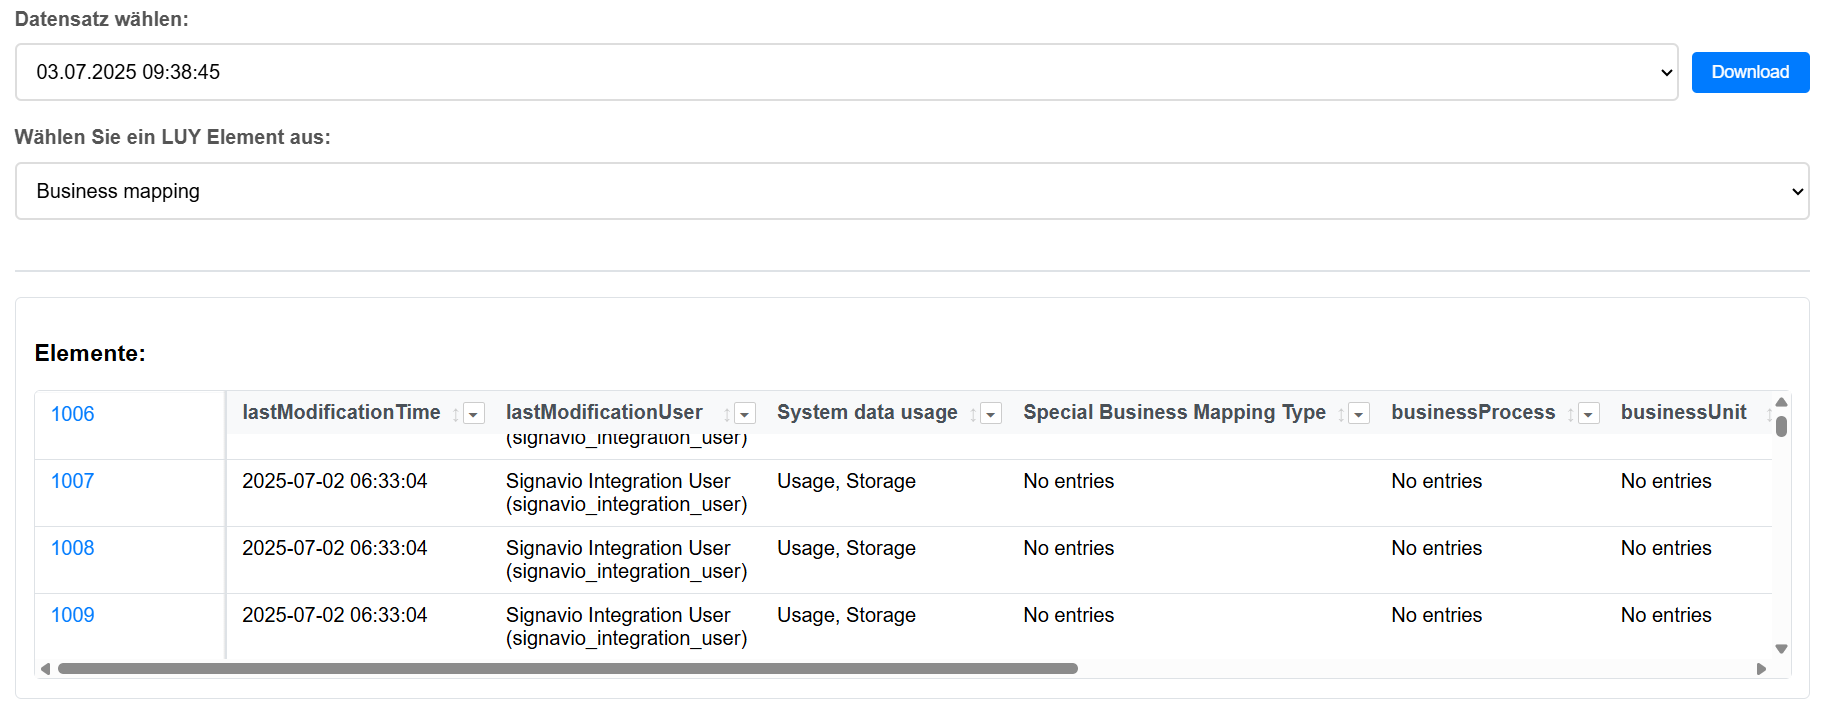 Datensatz wählen:
03.07.2025 09:38:45
Download
Wählen Sie ein LUY Element aus:
Business mapping
Elemente:
1006 lastModificationTime lastModificationUser System data usage Special Business Mapping Type businessProcess businessUnit
(signavio_integration_user)
1007 2025-07-02 06:33:04 Signavio Integration User Usage, Storage No entries No entries No entries
(signavio_integration_user)
1008 2025-07-02 06:33:04 Signavio Integration User Usage, Storage No entries No entries No entries
(signavio_integration_user)
1009 2025-07-02 06:33:04 Signavio Integration User Usage, Storage No entries No entries No entries
(signavio_integration_user)